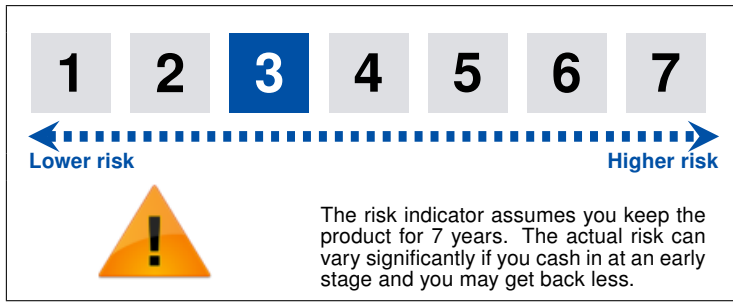 1 2 3 4 5 6 7
Lower risk Higher risk
!
The risk indicator assumes you keep the
product for 7 years. The actual risk can
vary significantly if you cash in at an early
stage and you may get back less.